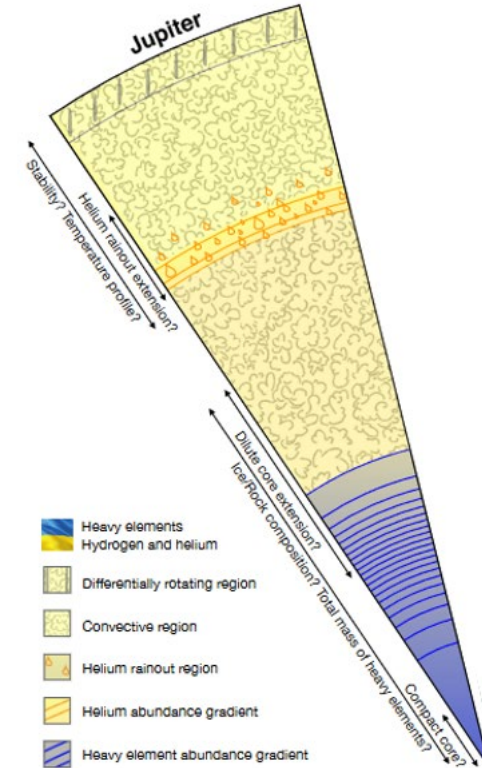 Jupiter
Stability? Temperature profile?
Helium rainout extension?
Dilute core extension?
Ice/Rock composition? Total mass of heavy elements?
Compact core?
Heavy elements
Hydrogen and helium
Differentially rotating region
Convective region
Helium rainout region
Helium abundance gradient
Heavy element abundance gradient